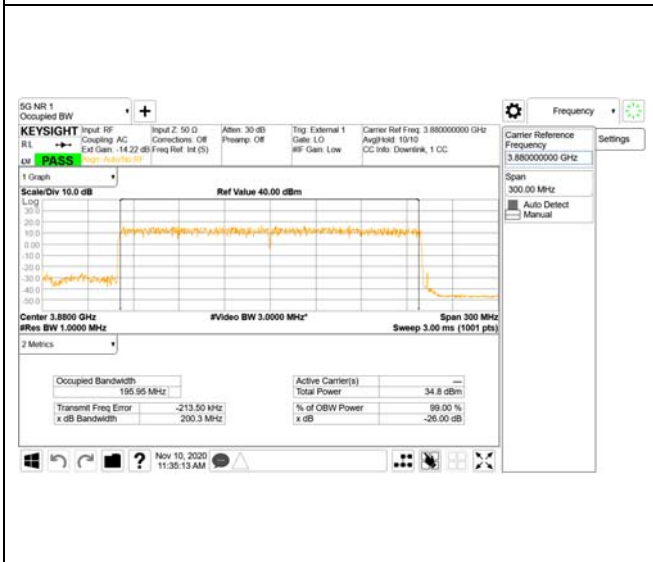 5G NR 1
Occupied BW
Frequency
KEYSIGHT
RL
Input: RF
Coupling: AC
Ext Gain: -14.22 dB
Align: Auto/No RF
PASS
Input Z: 50 Ω
Corrections: Off
Freq Ref: Int (S)
Atten: 30 dB
Preamp: Off
Trig: External 1
Gate: LO
#IF Gain: Low
Carrier Ref Freq: 3.880000000 GHz
Avg|Hold: 10/10
CC Info: Downlink, 1 CC
Carrier Reference
Frequency
3.880000000 GHz
Settings
Span
300.00 MHz
Auto Detect
Manual
1 Graph
Scale/Div 10.0 dB
Ref Value 40.00 dBm
Log
30.0
20.0
10.0
0.00
-10.0
-20.0
-30.0
-40.0
-50.0
Center 3.8800 GHz
#Video BW 3.0000 MHz*
Span 300 MHz
#Res BW 1.0000 MHz
Sweep 3.00 ms (1001 pts)
2 Metrics
Occupied Bandwidth
195.95 MHz
Active Carrier(s)
---
Total Power
34.8 dBm
Transmit Freq Error
-213.50 kHz
% of OBW Power
99.00 %
x dB Bandwidth
200.3 MHz
x dB
-26.00 dB
?
Nov 10, 2020
11:35:13 AM